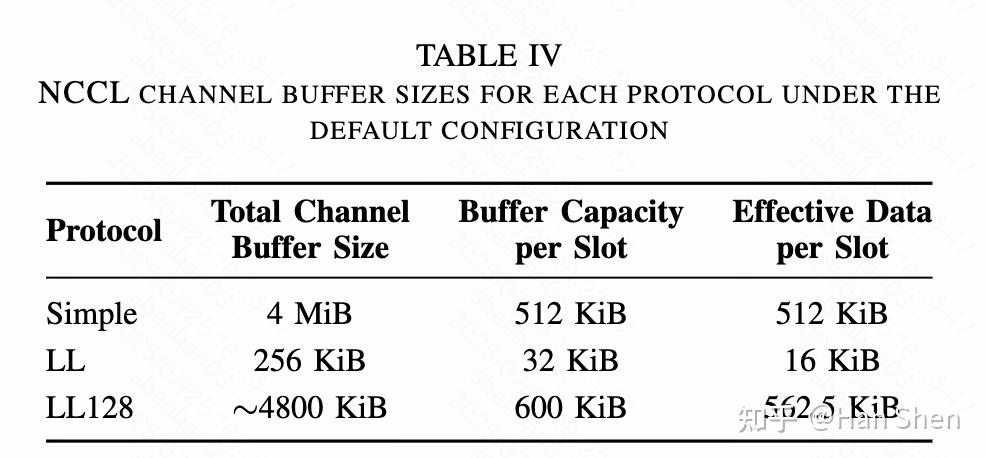 TABLE IV
NCCL CHANNEL BUFFER SIZES FOR EACH PROTOCOL UNDER THE
DEFAULT CONFIGURATION
Protocol Total Channel Buffer Size Buffer Capacity per Slot Effective Data per Slot
Simple 4 MiB 512 KiB 512 KiB
LL 256 KiB 32 KiB 16 KiB
LL128 ~4800 KiB 600 KiB 562.5 KiB
知乎 @Han Shen